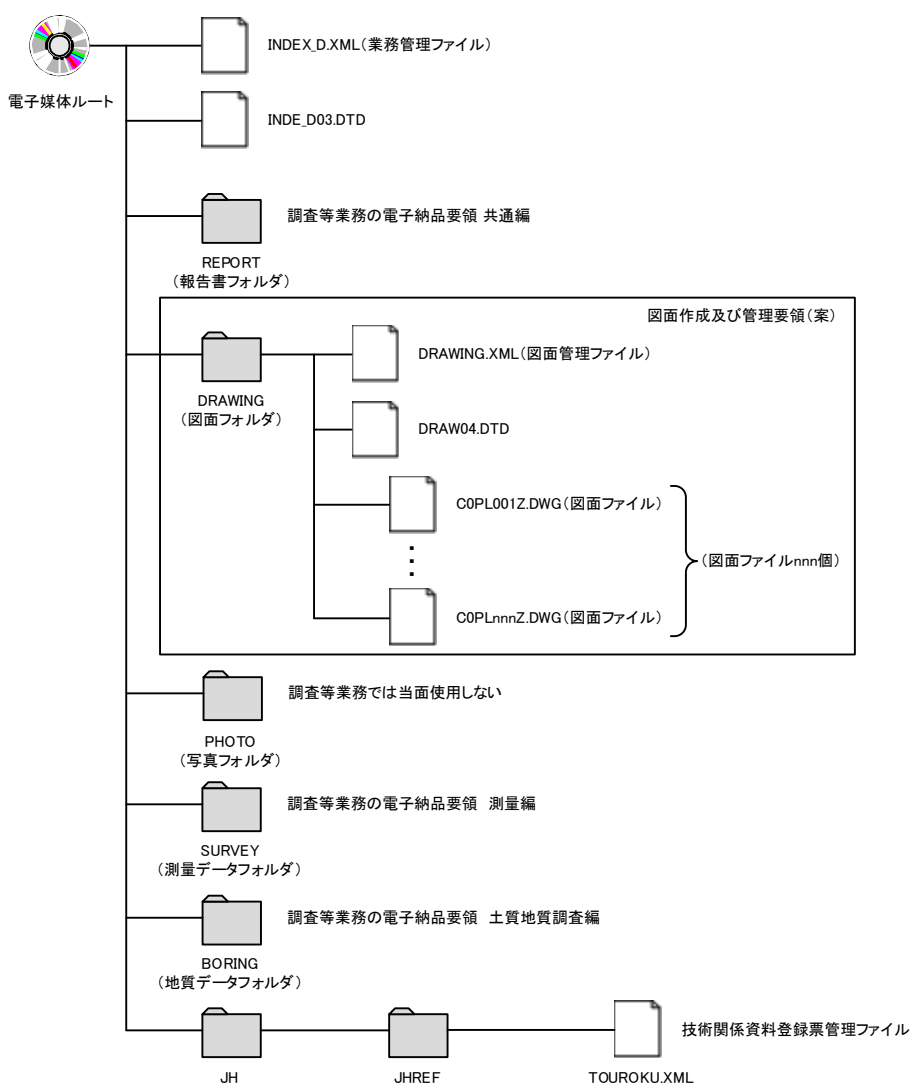 INDEX_D.XML(業務管理ファイル)
電子媒体ルート
INDE_D03.DTD
調査等業務の電子納品要領 共通編
REPORT
(報告書フォルダ)
図面作成及び管理要領(案)
DRAWING.XML(図面管理ファイル)
DRAWING
(図面フォルダ)
DRAW04.DTD
C0PL001Z.DWG(図面ファイル)
(図面ファイルnnn個)
C0PLnnnZ.DWG(図面ファイル)
調査等業務では当面使用しない
PHOTO
(写真フォルダ)
調査等業務の電子納品要領 測量編
SURVEY
(測量データフォルダ)
調査等業務の電子納品要領 土質地質調査編
BORING
(地質データフォルダ)
技術関係資料登録票管理ファイル
JH
JHREF
TOUROKU.XML